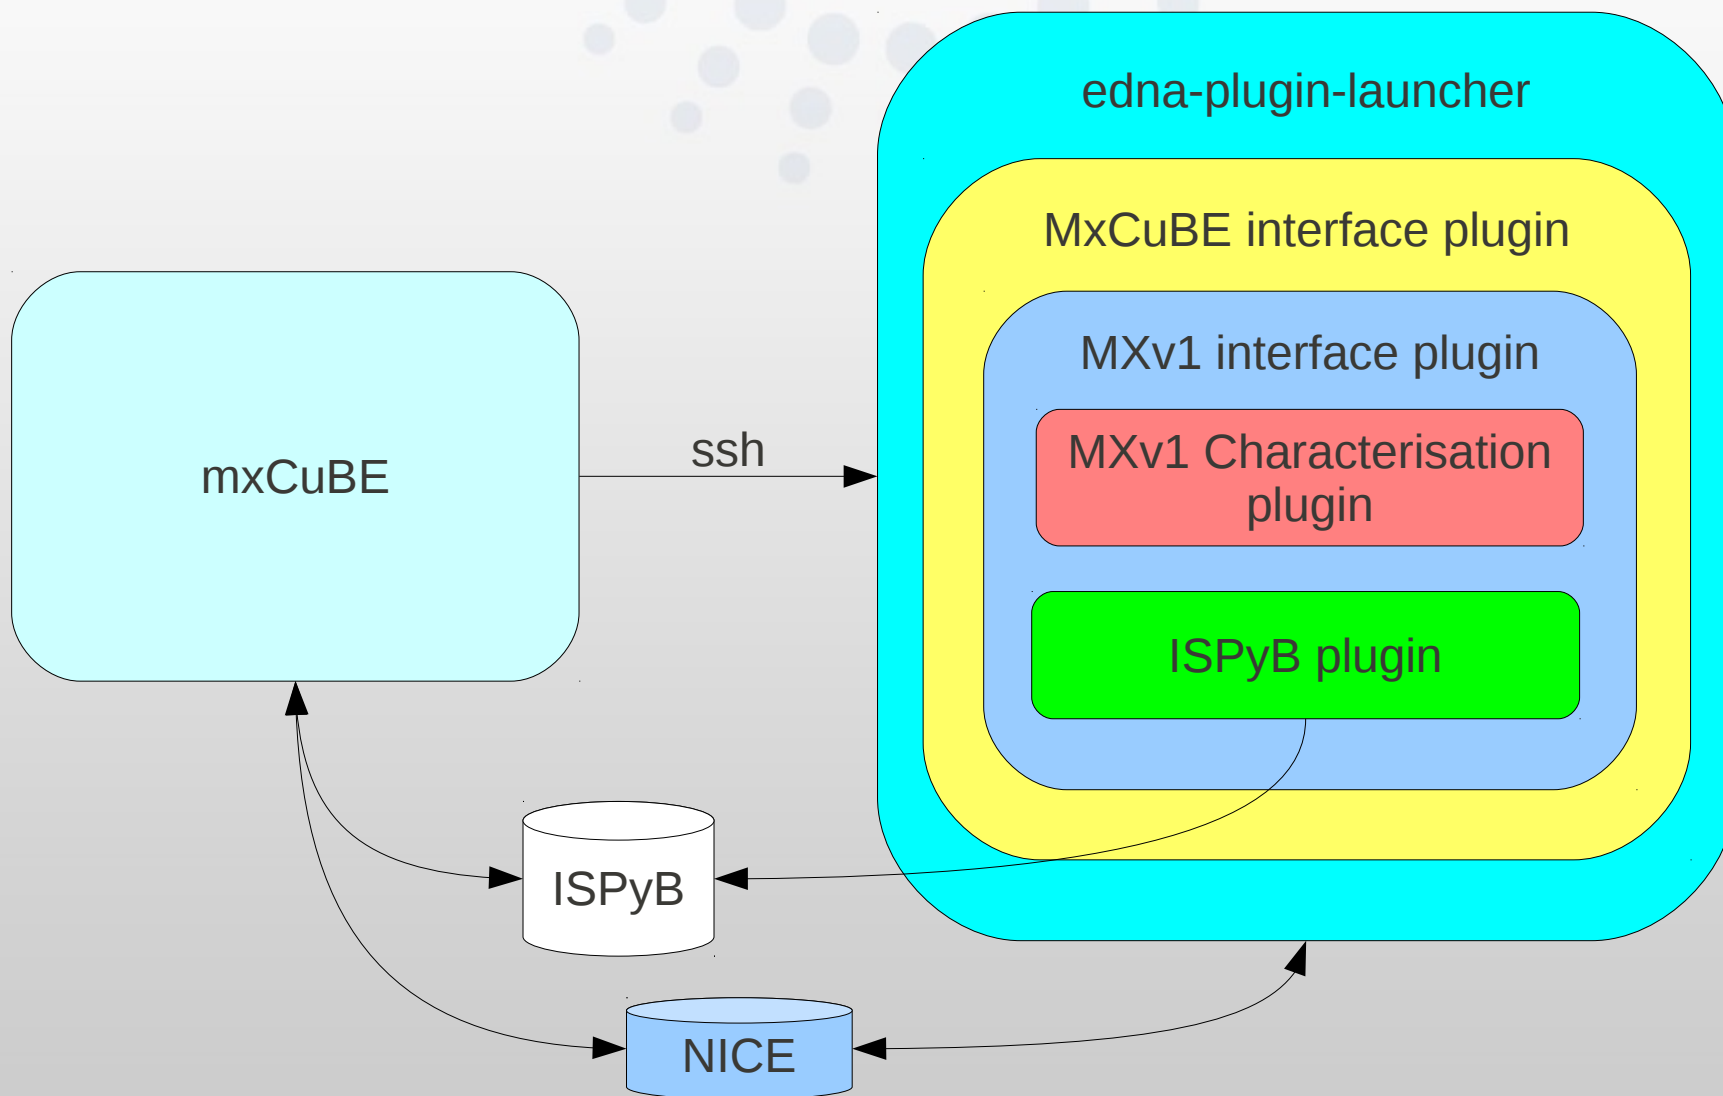 edna-plugin-launcher
MxCuBE interface plugin
MXv1 interface plugin
MXv1 Characterisation
plugin
ssh
mxCuBE
ISPyB plugin
ISPyB
NICE